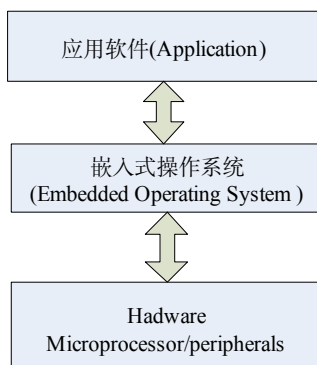 应用软件(Application)
嵌入式操作系统
(Embedded Operating System )
Hadware
Microprocessor/peripherals